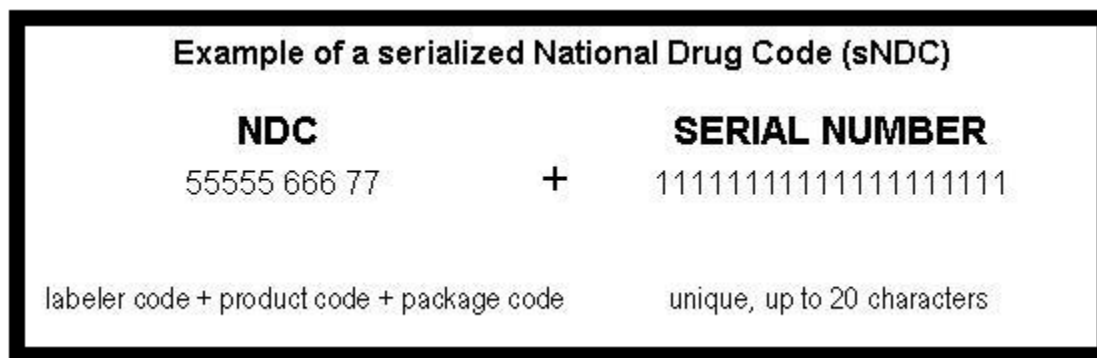 Example of a serialized National Drug Code (sNDC)
NDC SERIAL NUMBER
55555 666 77 + 11111111111111111111
labeler code + product code + package code unique, up to 20 characters